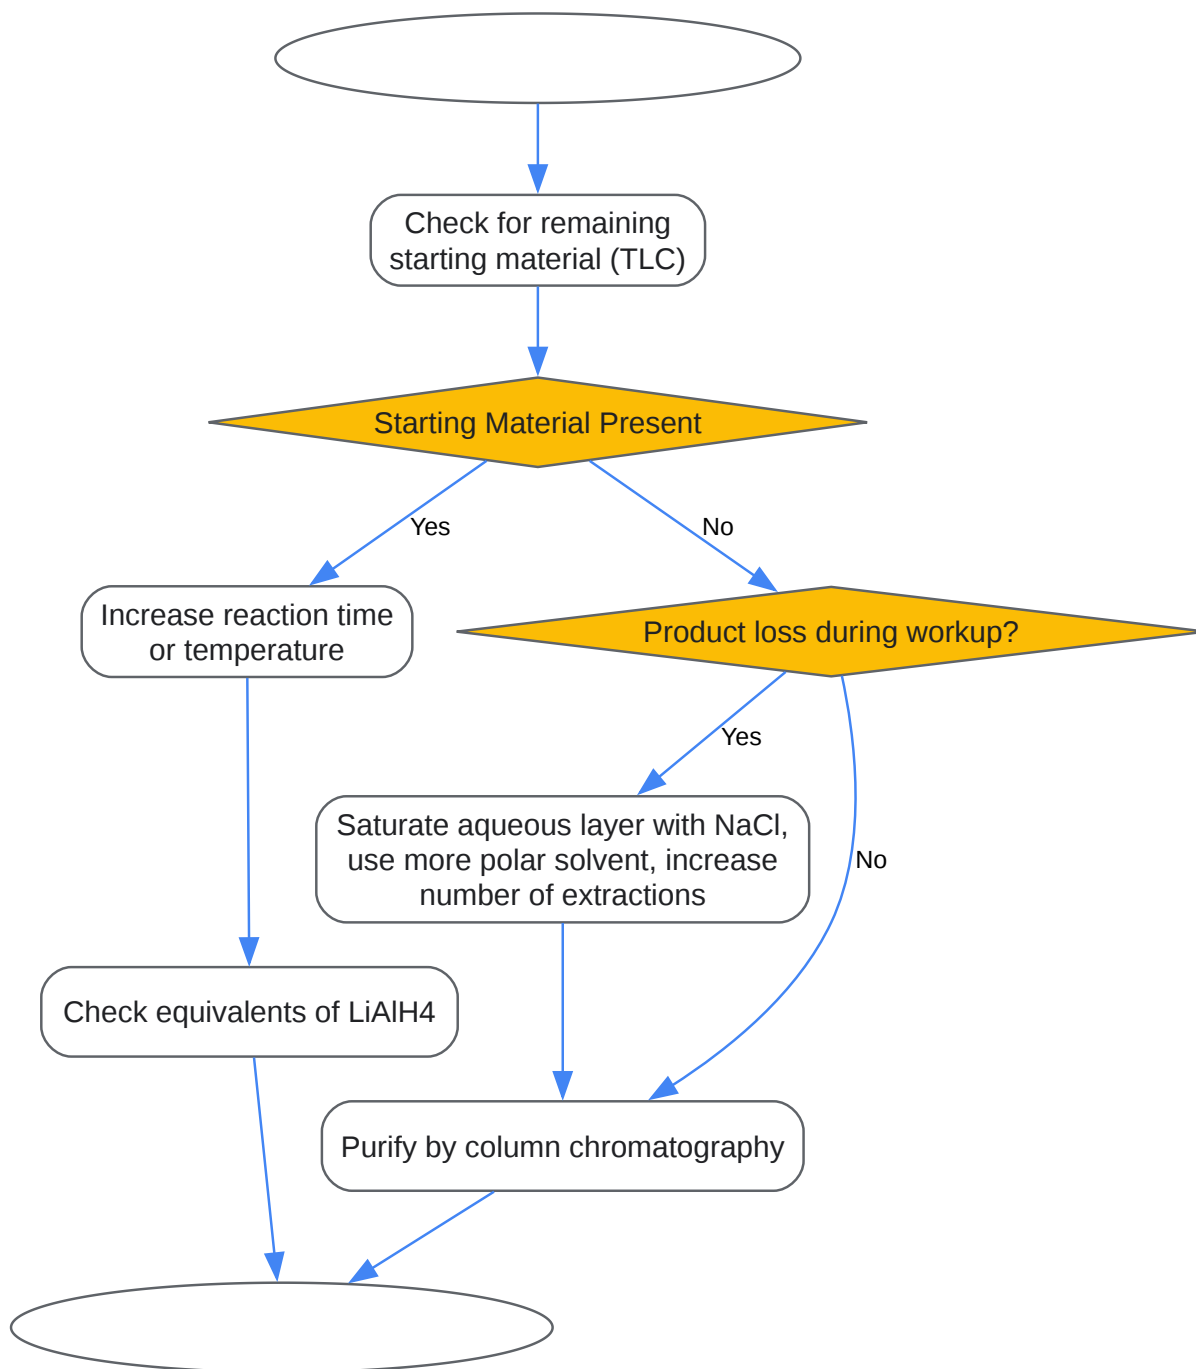 Check for remaining
starting material (TLC)
Starting Material Present
Yes
No
Increase reaction time
or temperature
Product loss during workup?
Yes
Saturate aqueous layer with NaCl,
use more polar solvent, increase
number of extractions
No
Check equivalents of LiAlH4
Purify by column chromatography